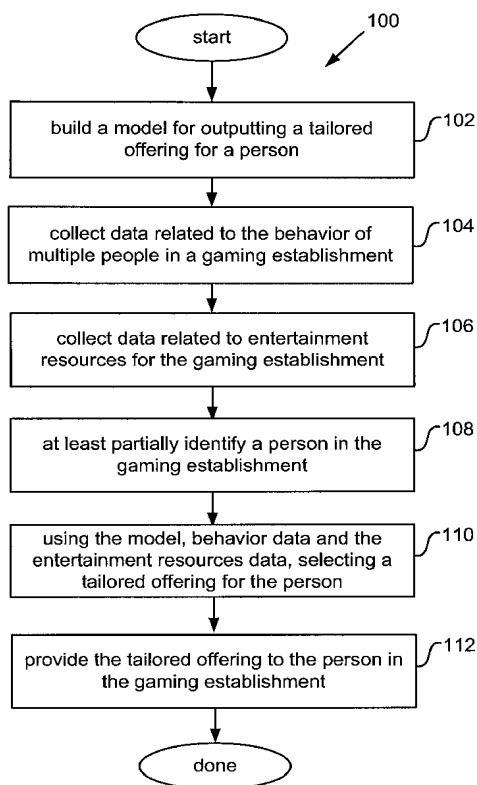 start
100
build a model for outputting a tailored
offering for a person
102
collect data related to the behavior of
multiple people in a gaming establishment
104
collect data related to entertainment
resources for the gaming establishment
106
at least partially identify a person in the
gaming establishment
108
using the model, behavior data and the
entertainment resources data, selecting a
tailored offering for the person
110
provide the tailored offering to the person in
the gaming establishment
112
done